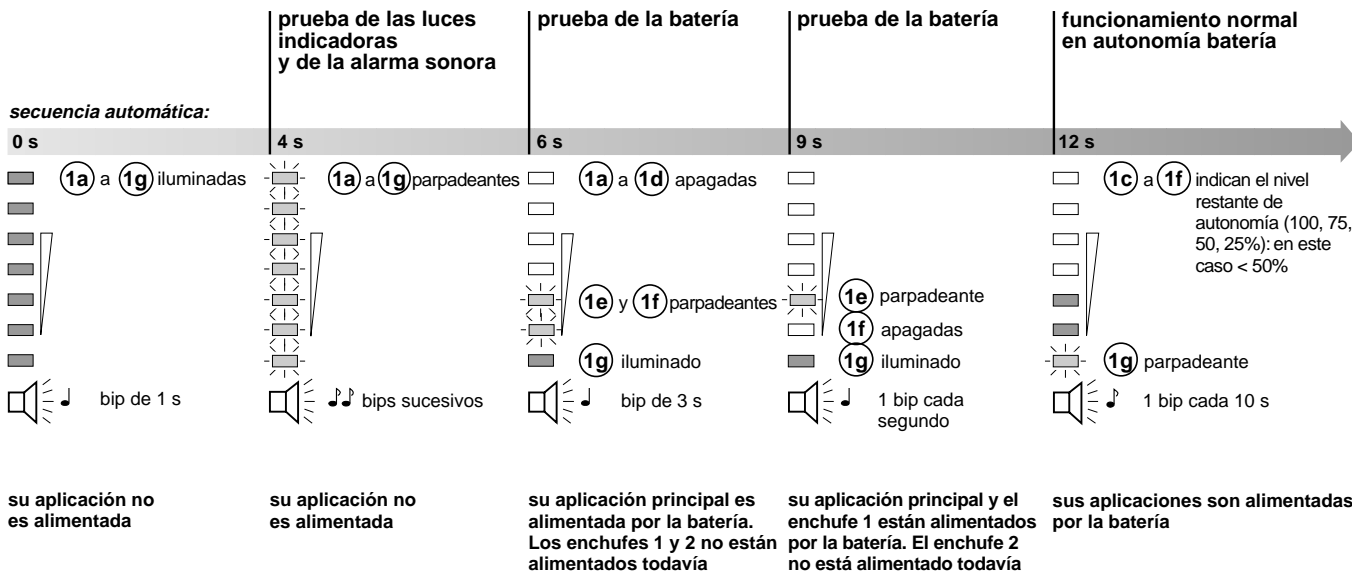 prueba de las luces
indicadoras
y de la alarma sonora
prueba de la batería
prueba de la batería
funcionamiento normal
en autonomía batería
secuencia automática:
0 s
4 s
6 s
9 s
12 s
1a a 1g iluminadas
bip de 1 s
su aplicación no
es alimentada
1a a 1g parpadeantes
bips sucesivos
su aplicación no
es alimentada
1a a 1d apagadas
1e y 1f parpadeantes
1g iluminado
bip de 3 s
su aplicación principal es
alimentada por la batería.
Los enchufes 1 y 2 no están
alimentados todavía
1e parpadeante
1f apagadas
1g iluminado
1 bip cada
segundo
su aplicación principal y el
enchufe 1 están alimentados
por la batería. El enchufe 2
no está alimentado todavía
1c a 1f indican el nivel
restante de
autonomía (100, 75,
50, 25%): en este
caso < 50%
1g parpadeante
1 bip cada 10 s
sus aplicaciones son alimentadas
por la batería